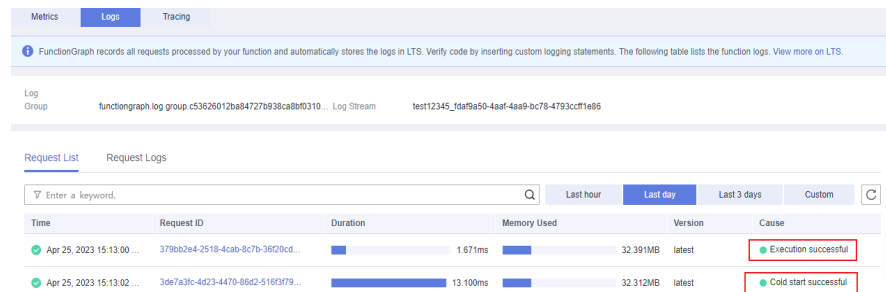 Metrics Logs Tracing
FunctionGraph records all requests processed by your function and automatically stores the logs in LTS. Verify code by inserting custom logging statements. The following table lists the function logs. View more on LTS.
Log
Group functiongraph.log.group.c53626012ba84727b938ca8bf0310... Log Stream test12345_fdaf9a50-4aaf-4aa9-bc78-4793ccff1e86
Request List Request Logs
Enter a keyword. Last hour Last day Last 3 days Custom
Time Request ID Duration Memory Used Version Cause
Apr 25, 2023 15:13:00 ... 379bb2e4-2518-4cab-8c7b-36f20cd... 1.671ms 32.391MB latest Execution successful
Apr 25, 2023 15:13:02 ... 3de7a3fc-4d23-4470-86d2-516f3f79... 13.100ms 32.312MB latest Cold start successful